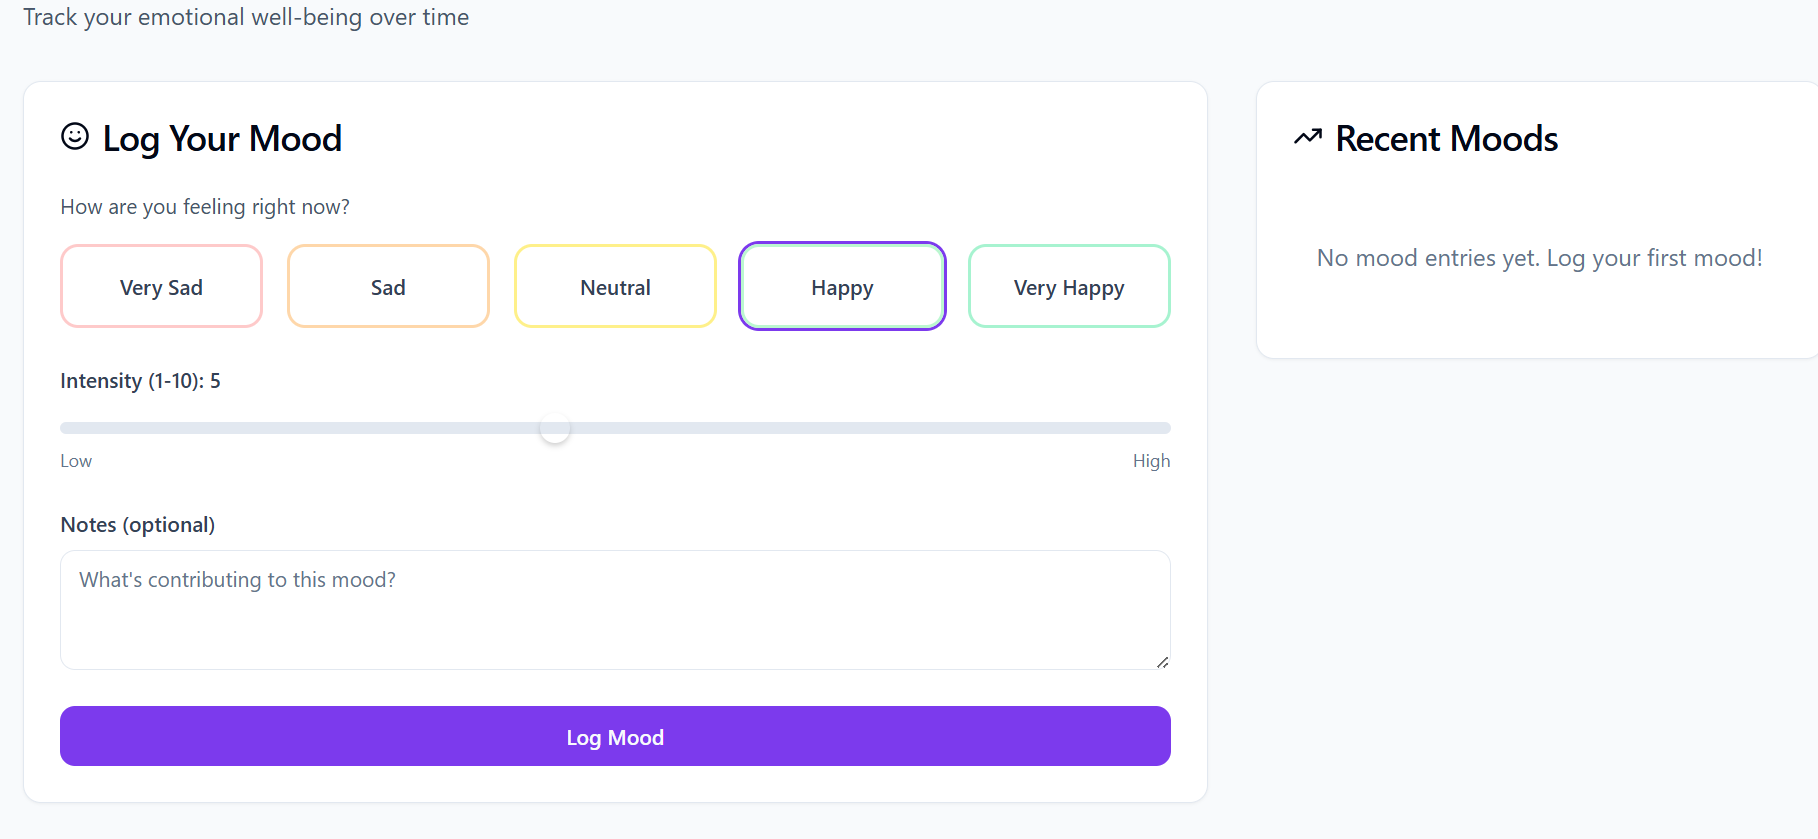 Track your emotional well-being over time
Log Your Mood
How are you feeling right now?
Very Sad
Sad
Neutral
Happy
Very Happy
Intensity (1-10): 5
Low
High
Notes (optional)
What's contributing to this mood?
Log Mood
Recent Moods
No mood entries yet. Log your first mood!